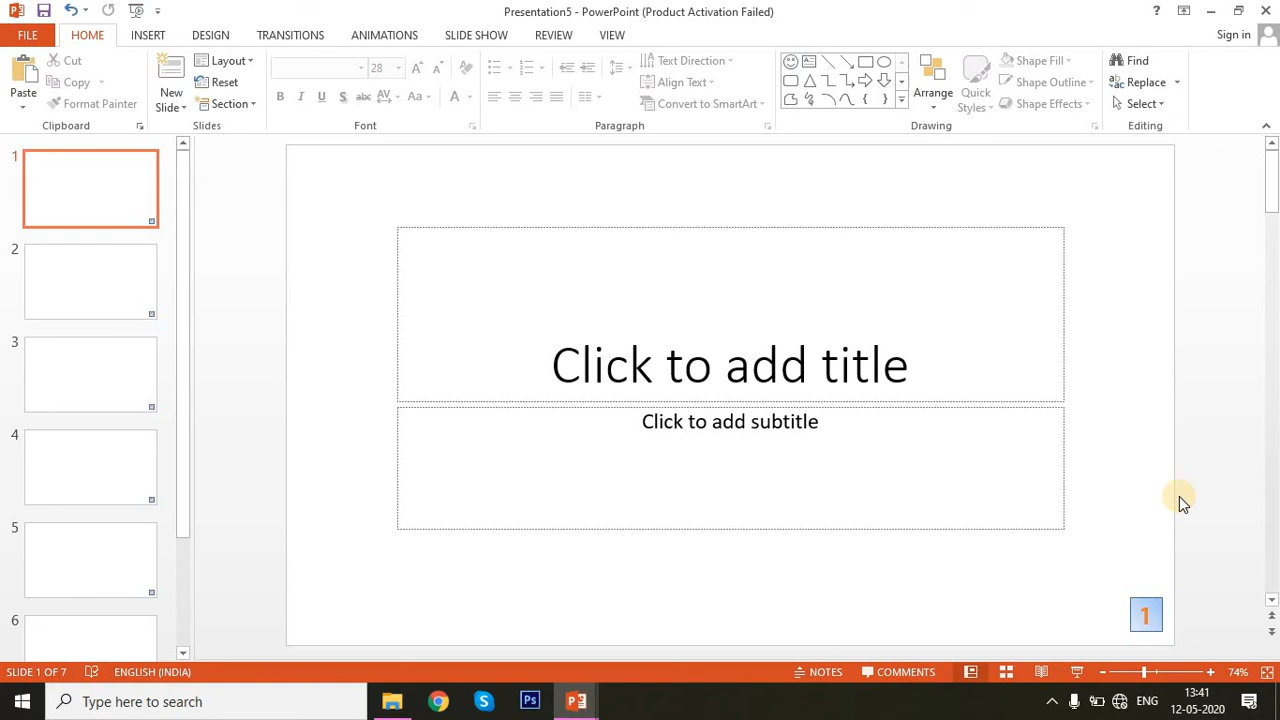 Presentation5 - PowerPoint (Product Activation Failed)
FILE HOME INSERT DESIGN TRANSITIONS ANIMATIONS SLIDE SHOW REVIEW VIEW Sign in
Paste
Cut
Copy
Format Painter
Clipboard
New
Slide
Layout
Reset
Section
Slides
28
B I U S abc AV Aa A
Font
Text Direction
Align Text
Convert to SmartArt
Paragraph
Arrange
Quick
Styles
Shape Fill
Shape Outline
Shape Effects
Drawing
Find
Replace
Select
Editing
1
2
3
4
5
6
Click to add title
Click to add subtitle
1
SLIDE 1 OF 7 ENGLISH (INDIA) NOTES COMMENTS 74%
Type here to search
Ps
ENG
13:41
12-05-2020